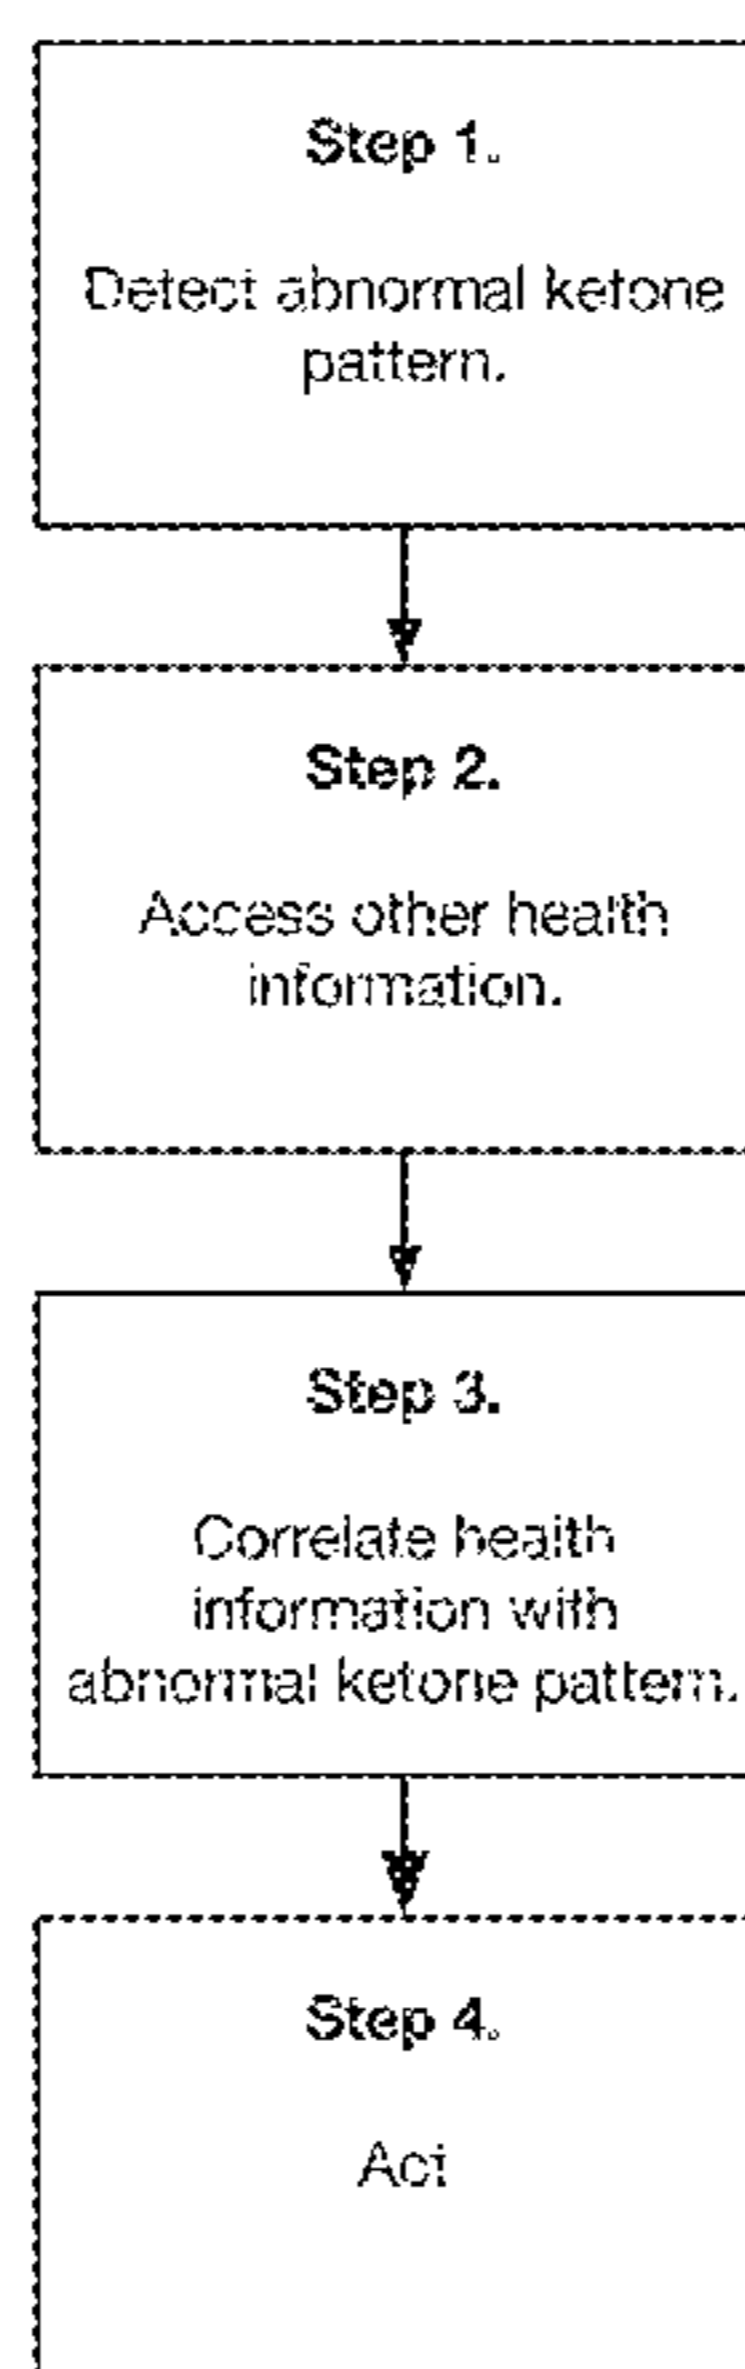 Step 1.
Detect abnormal ketone
pattern.
Step 2.
Access other health
information.
Step 3.
Correlate health
information with
abnormal ketone pattern.
Step 4.
Act